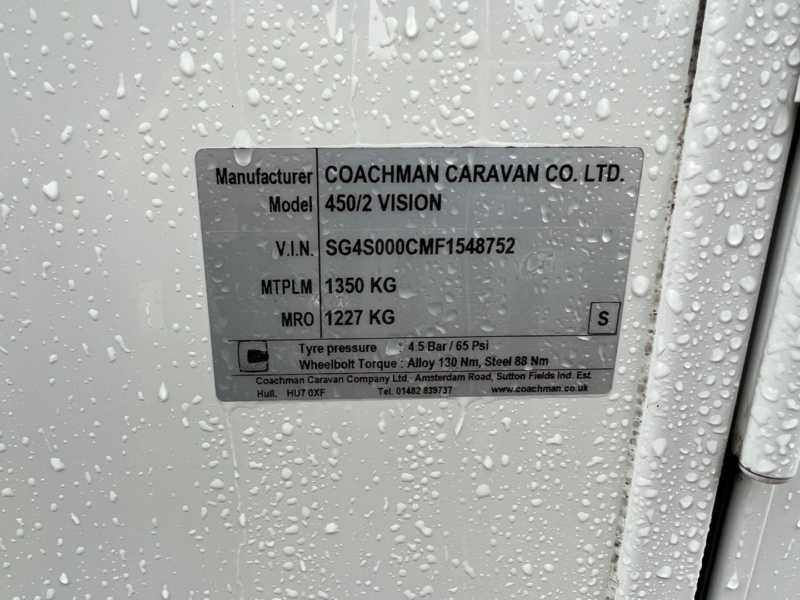 Manufacturer COACHMAN CARAVAN CO. LTD.
Model 450/2 VISION
V.I.N. SG4S000CMF1548752
MTPLM 1350 KG
MRO 1227 KG S
Tyre pressure : 4.5 Bar / 65 Psi
Wheelbolt Torque : Alloy 130 Nm, Steel 88 Nm
Coachman Caravan Company Ltd, Amsterdam Road, Sutton Fields Ind. Est.
Hull. HU7 0XF Tel. 01482 839737 www.coachman.co.uk